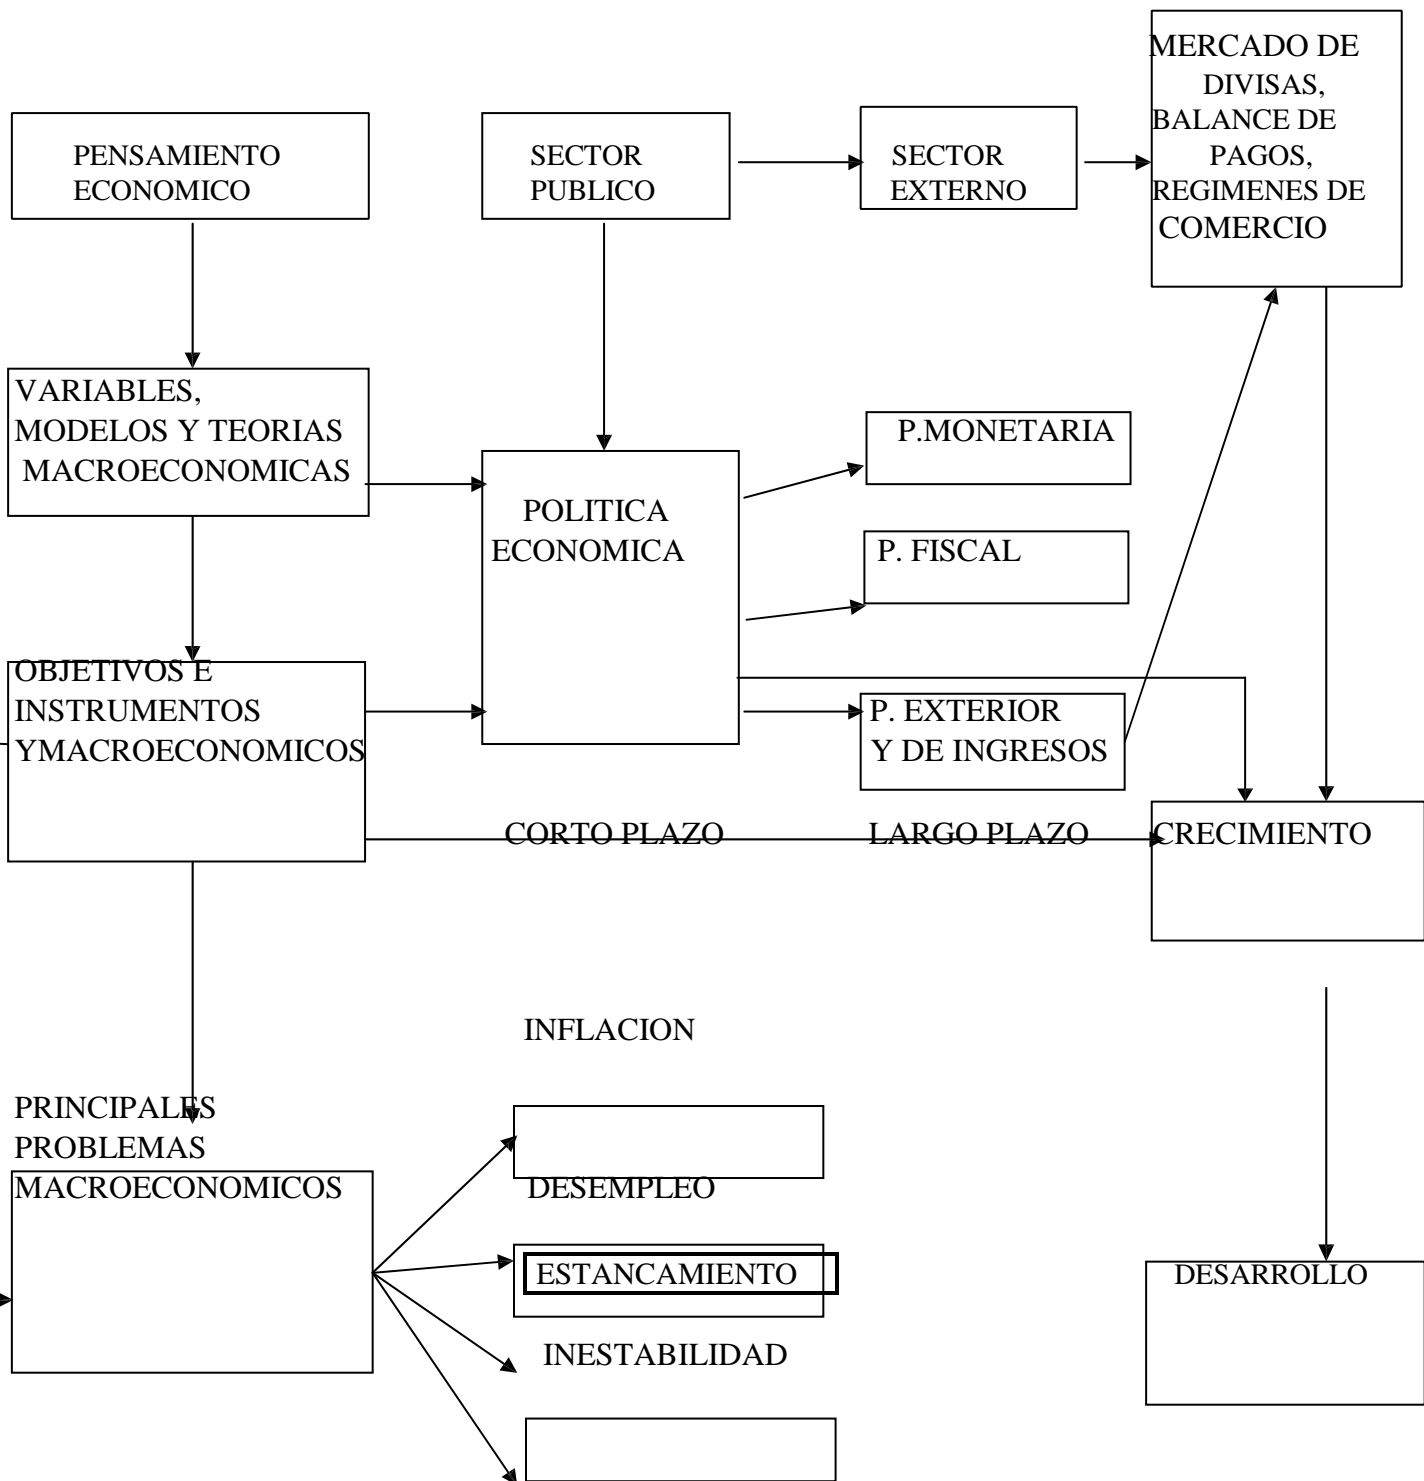 PENSAMIENTO
ECONOMICO
SECTOR
PUBLICO
SECTOR
EXTERNO
MERCADO DE
DIVISAS,
BALANCE DE
PAGOS,
REGIMENES DE
COMERCIO
VARIABLES,
MODELOS Y TEORIAS
MACROECONOMICAS
POLITICA
ECONOMICA
P.MONETARIA
P. FISCAL
OBJETIVOS E
INSTRUMENTOS
YMACROECONOMICOS
P. EXTERIOR
Y DE INGRESOS
CORTO PLAZO
LARGO PLAZO
CRECIMIENTO
INFLACION
PRINCIPALES
PROBLEMAS
MACROECONOMICOS
DESEMPLEO
ESTANCAMIENTO
INESTABILIDAD
DESARROLLO